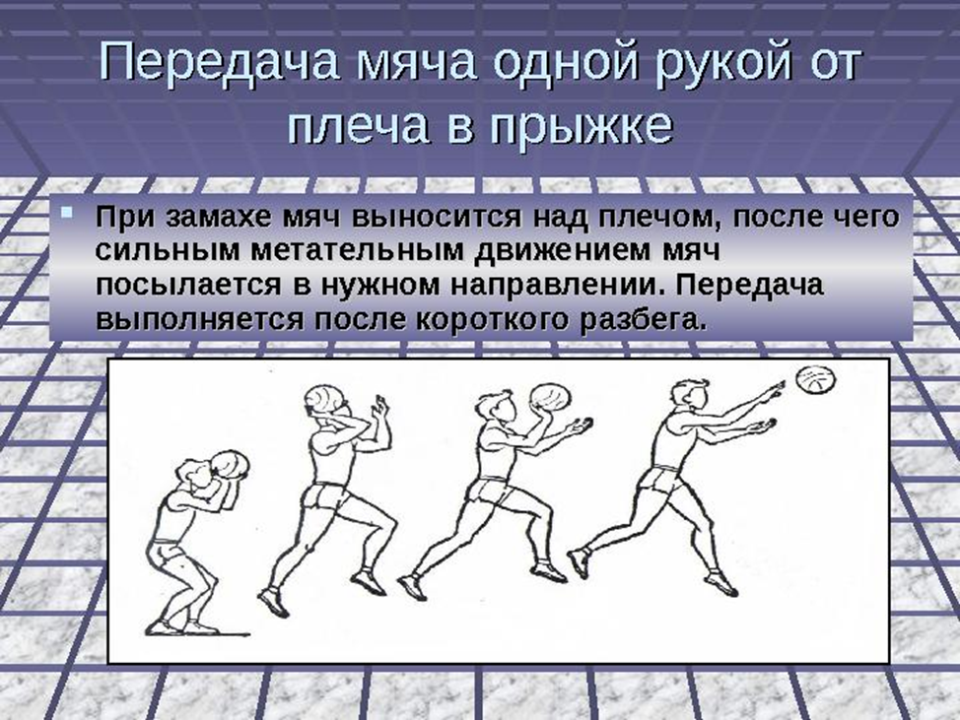 Передача мяча одной рукой от
плеча в прыжке
При замахе мяч выносится над плечом, после чего
сильным метательным движением мяч
посылается в нужном направлении. Передача
выполняется после короткого разбега.